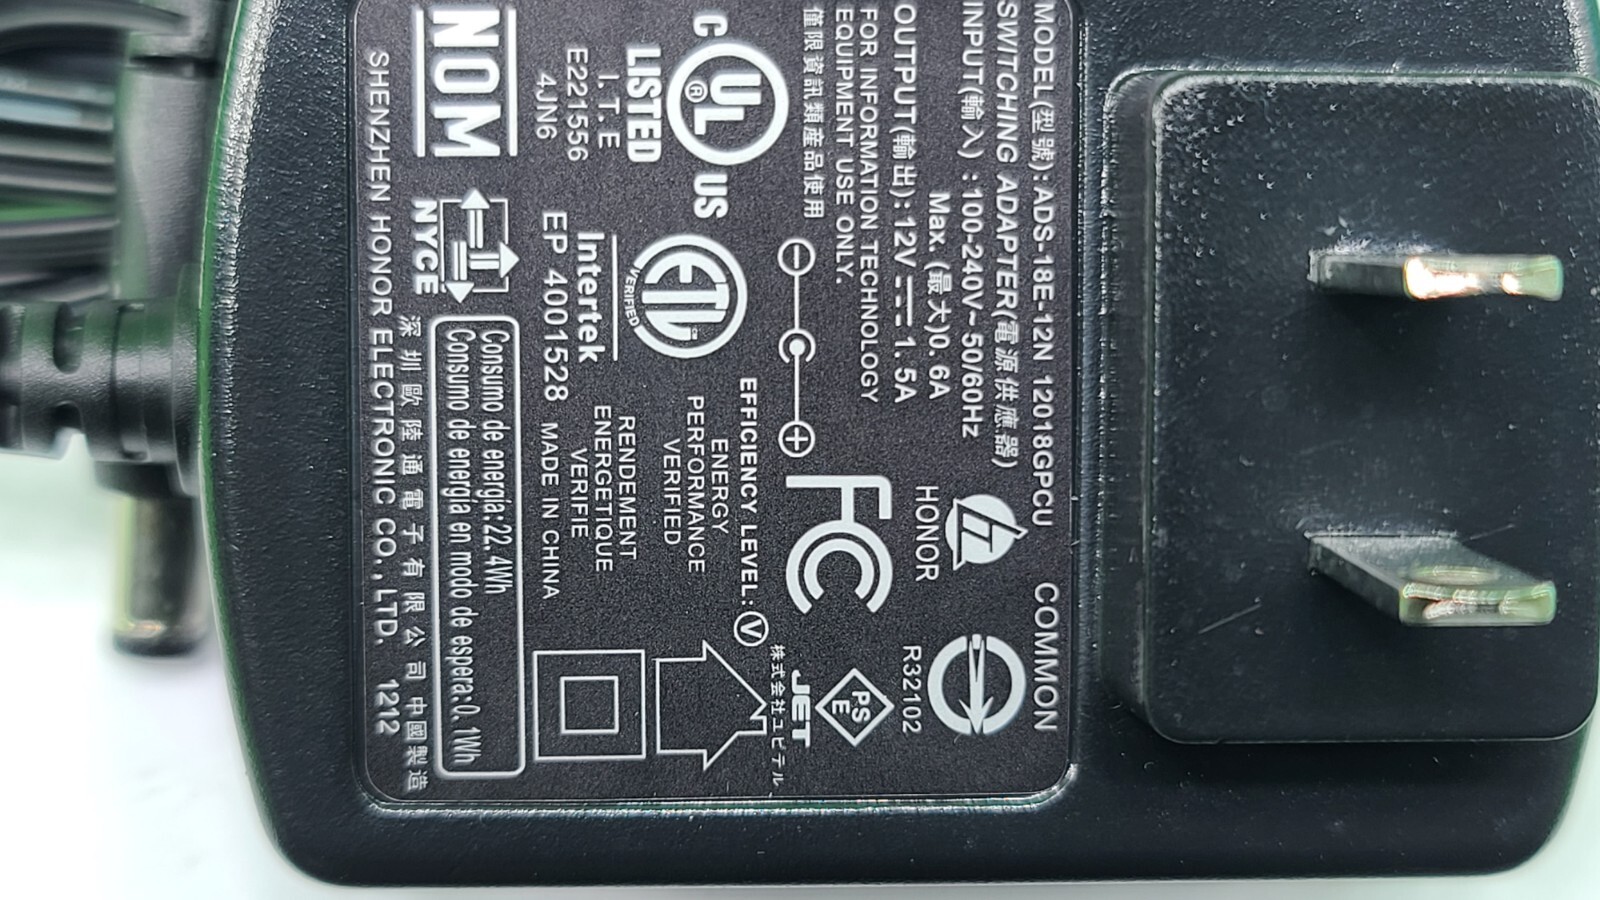 MODEL(型號):ADS-18E-12N 12018GPCU
SWITCHING ADAPTER(電源供應器)
INPUT(輸入):100-240V~ 50/60Hz
Max.(最大)0.6A
OUTPUT(輸出):12V 1.5A
FOR INFORMATION TECHNOLOGY
EQUIPMENT USE ONLY.
僅限資訊類產品使用
COMMON
HONOR
R32102
FC
PS
E
JET
株式会社ユピテル
C UL US
®
LISTED
I.T.E
E221556
4JN6
ETL
VERIFIED
Intertek
EP 4001528
EFFICIENCY LEVEL:V
ENERGY
PERFORMANCE
VERIFIED
RENDEMENT
ENERGETIQUE
VERIFIE
MADE IN CHINA
NOM
NYCE
Consumo de energía:22.4Wh
Consumo de energía en modo de espera:0.1Wh
深圳歐陸通電子有限公司 中國製造
SHENZHEN HONOR ELECTRONIC CO.,LTD. 1212